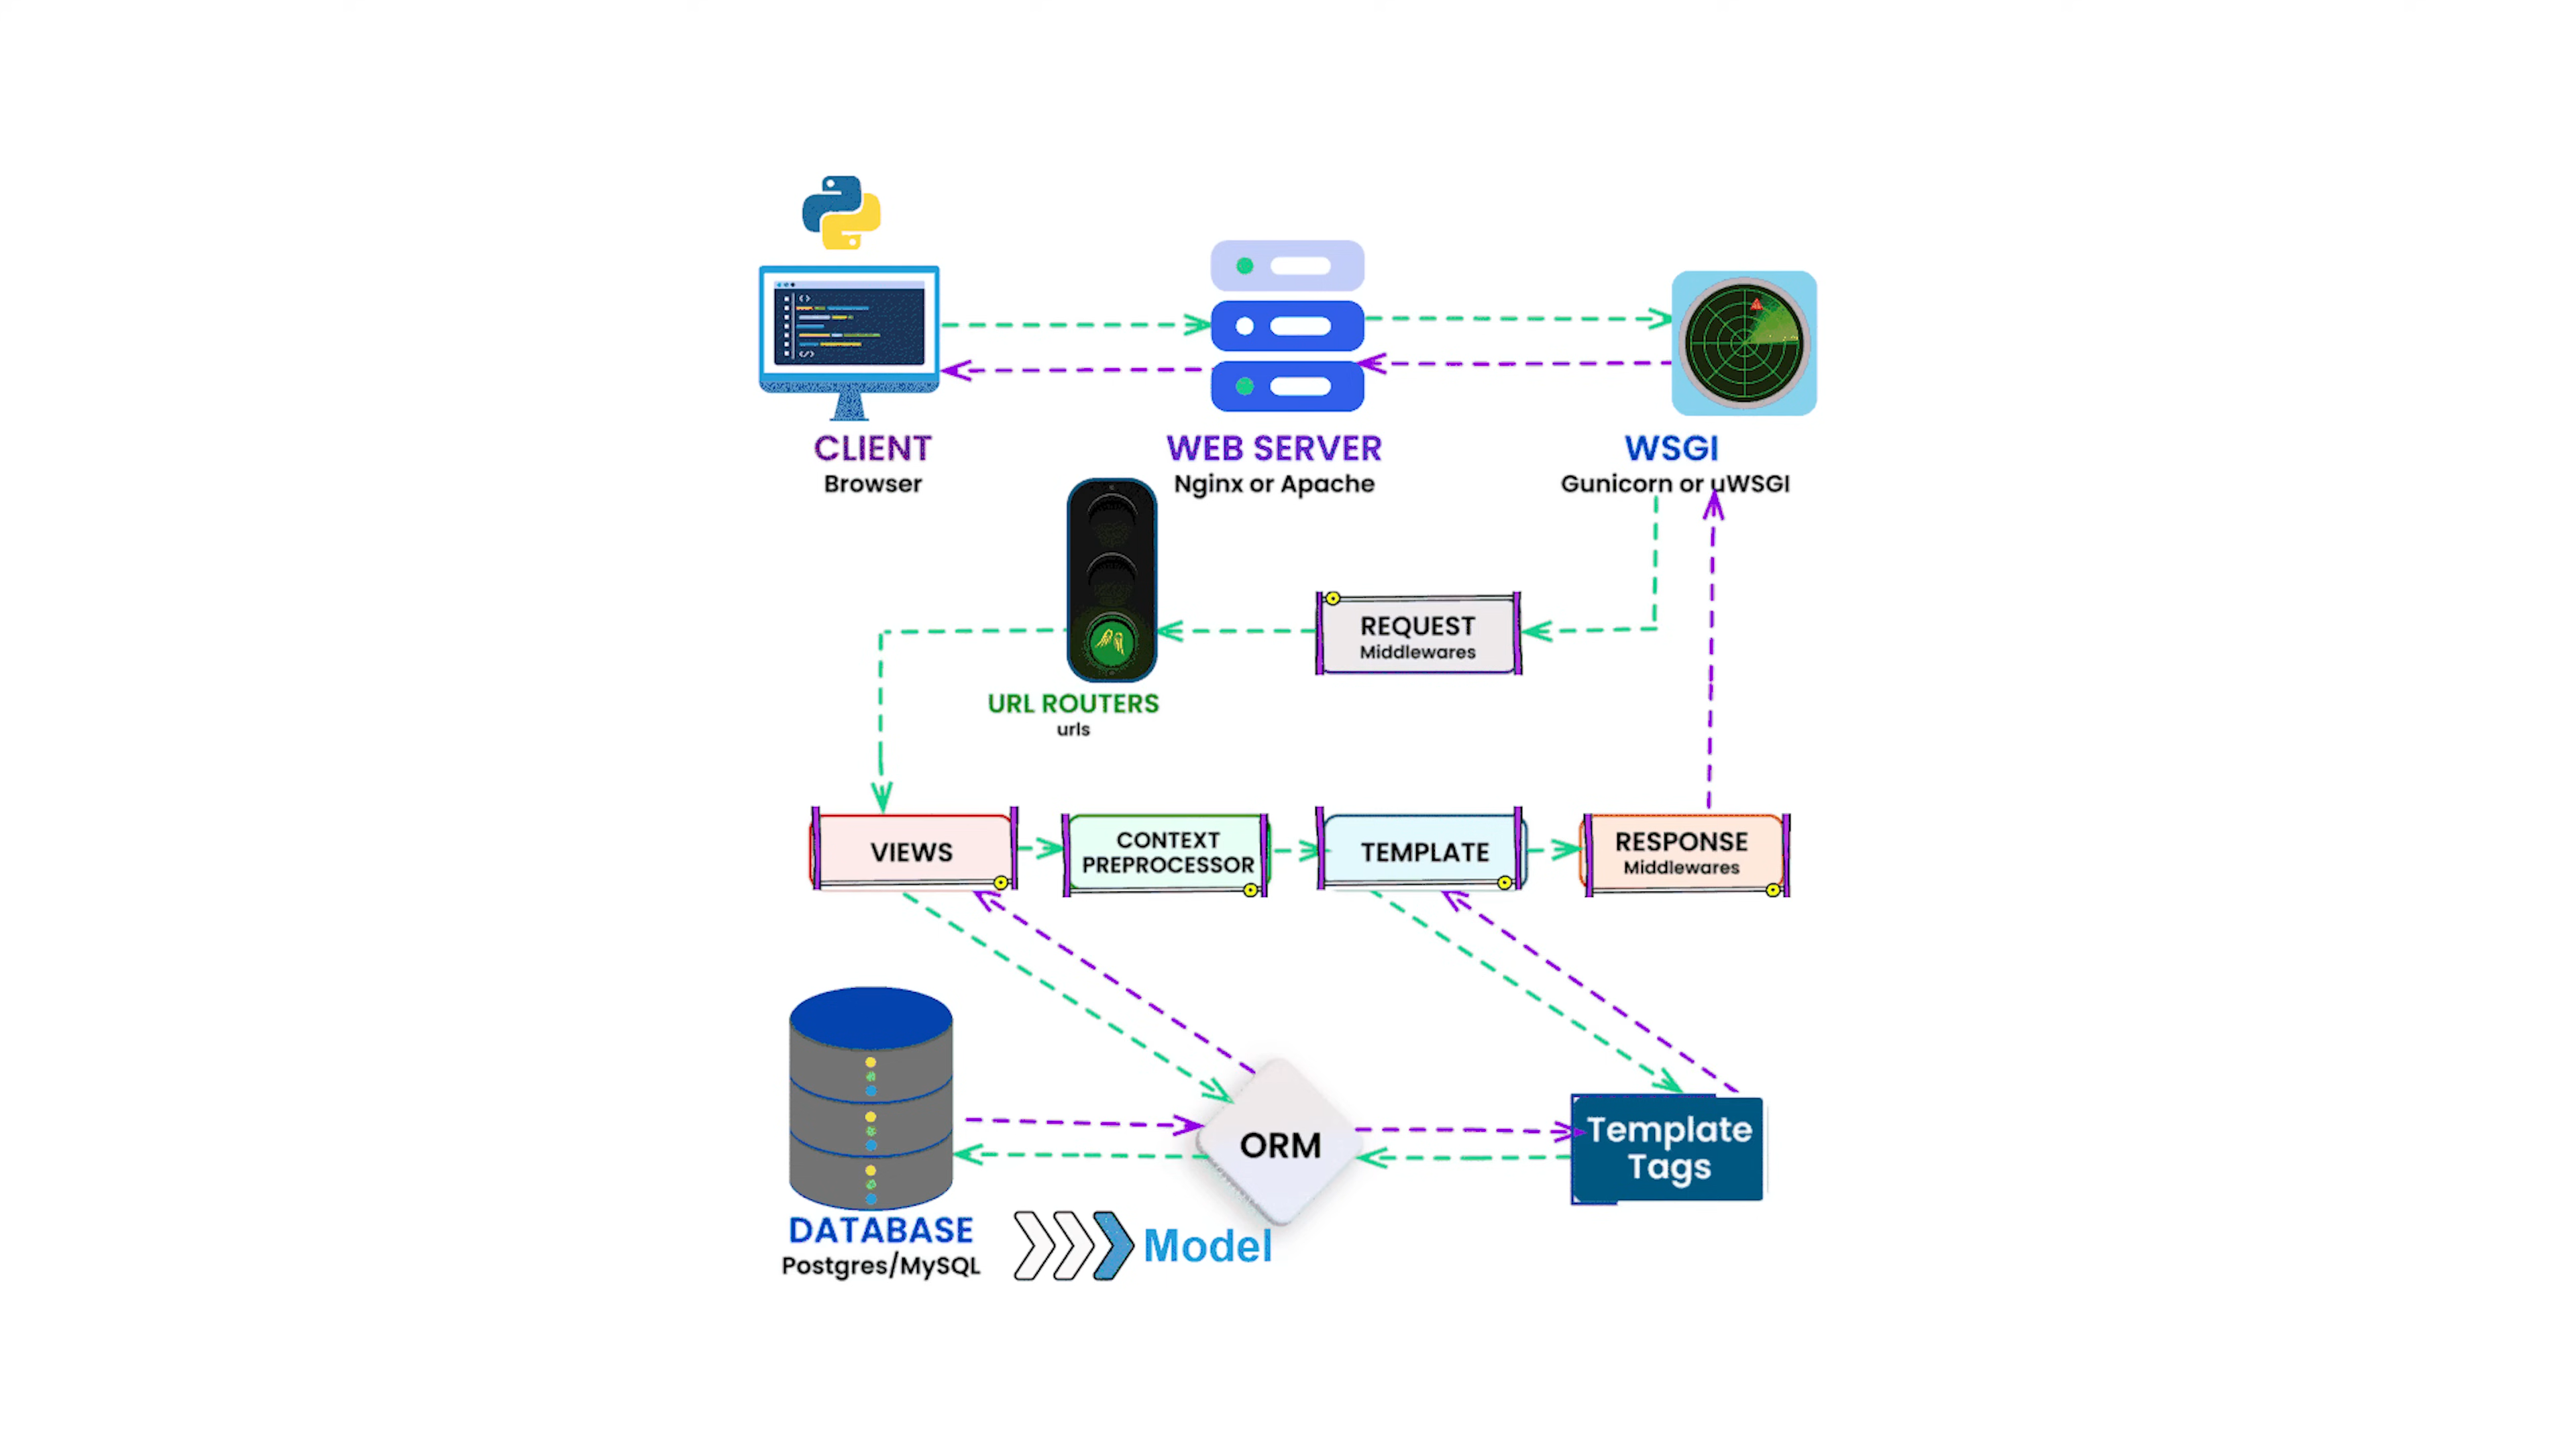 CLIENT
Browser
WEB SERVER
Nginx or Apache
WSGI
Gunicorn or uWSGI
REQUEST
Middlewares
URL ROUTERS
urls
VIEWS
CONTEXT
PREPROCESSOR
TEMPLATE
RESPONSE
Middlewares
ORM
Template
Tags
DATABASE
Postgres/MySQL
Model